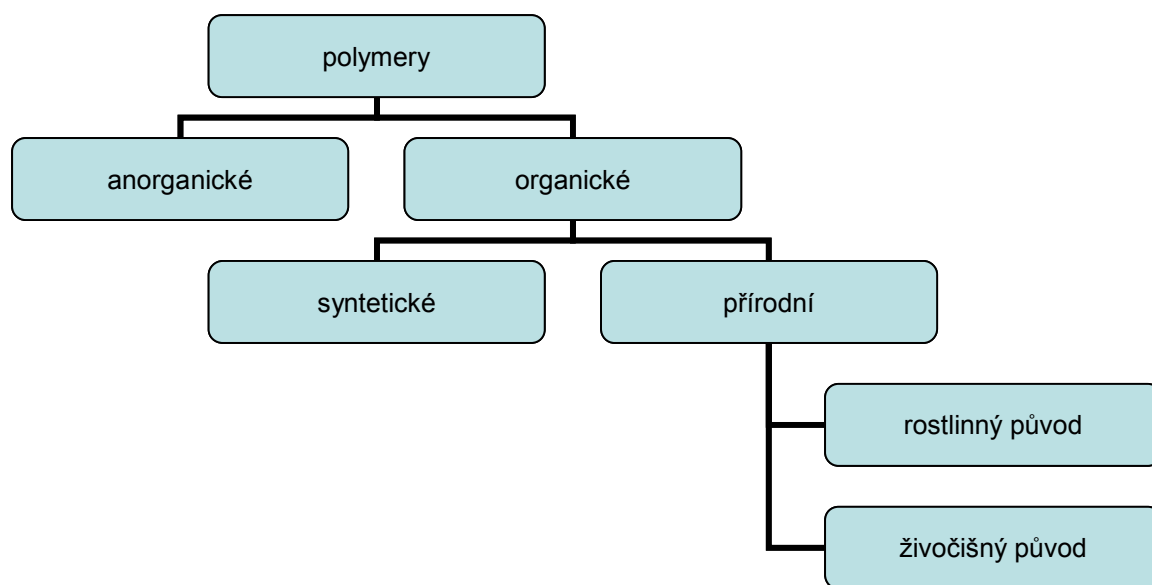 polymery
anorganické
organické
syntetické
přírodní
rostlinný původ
živočišný původ